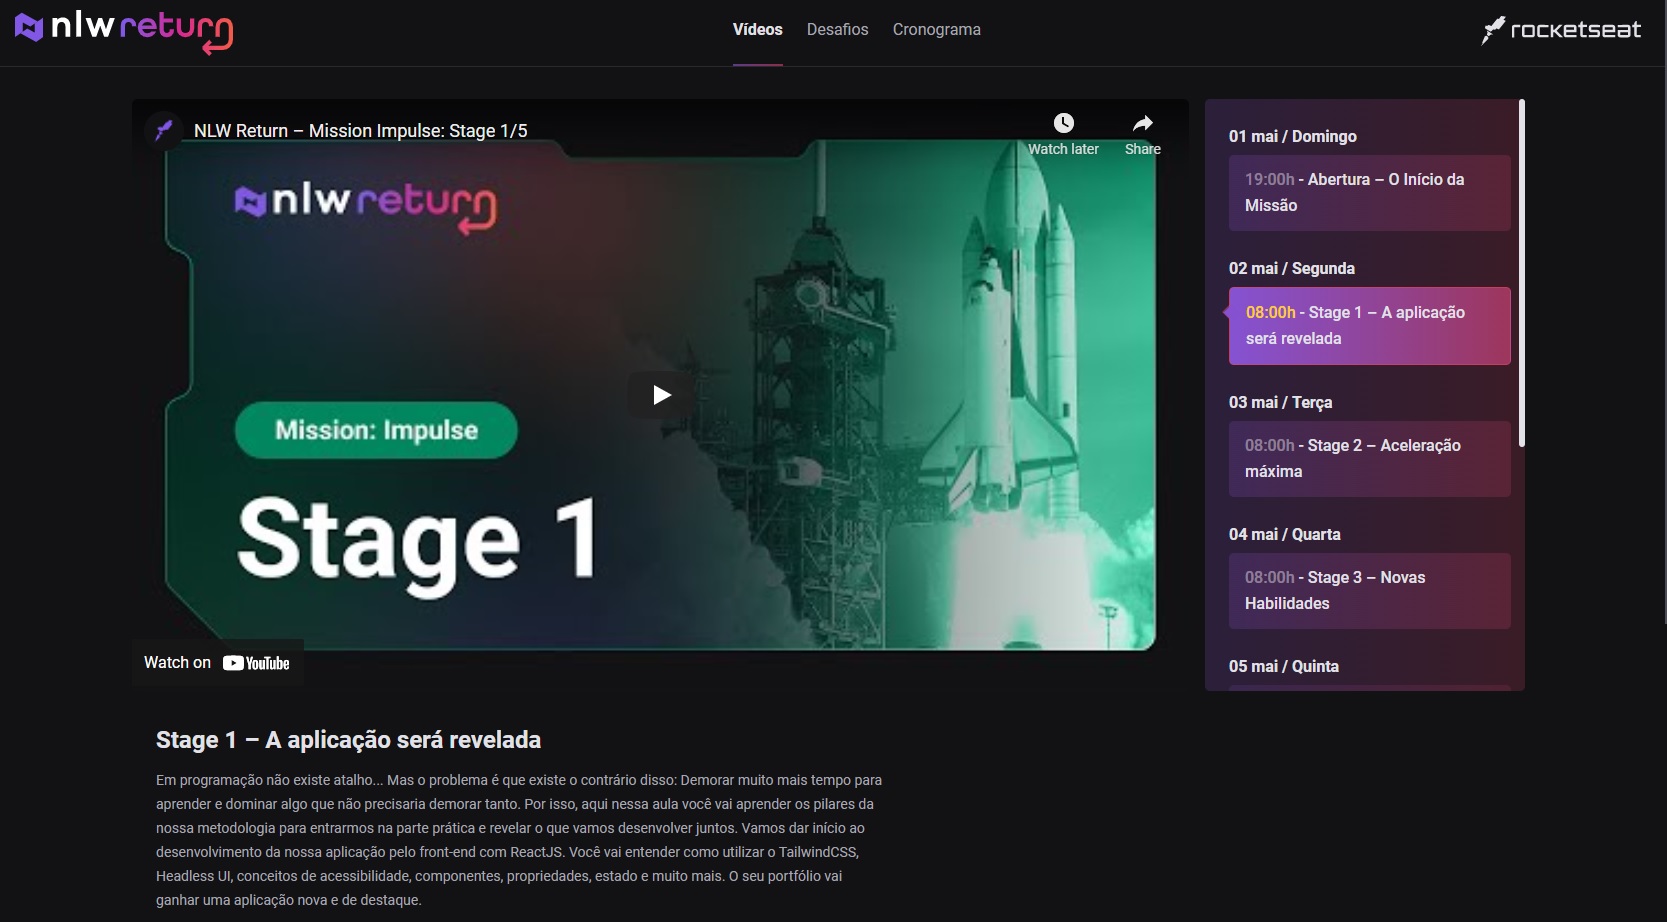 nlw return
Vídeos
Desafios
Cronograma
rocketseat
NLW Return – Mission Impulse: Stage 1/5
Watch later
Share
nlw return
Mission: Impulse
Stage 1
Watch on YouTube
01 mai / Domingo
19:00h - Abertura – O Início da
Missão
02 mai / Segunda
08:00h - Stage 1 – A aplicação
será revelada
03 mai / Terça
08:00h - Stage 2 – Aceleração
máxima
04 mai / Quarta
08:00h - Stage 3 – Novas
Habilidades
05 mai / Quinta
Stage 1 – A aplicação será revelada
Em programação não existe atalho... Mas o problema é que existe o contrário disso: Demorar muito mais tempo para
aprender e dominar algo que não precisaria demorar tanto. Por isso, aqui nessa aula você vai aprender os pilares da
nossa metodologia para entrarmos na parte prática e revelar o que vamos desenvolver juntos. Vamos dar início ao
desenvolvimento da nossa aplicação pelo front-end com ReactJS. Você vai entender como utilizar o TailwindCSS,
Headless UI, conceitos de acessibilidade, componentes, propriedades, estado e muito mais. O seu portfólio vai
ganhar uma aplicação nova e de destaque.